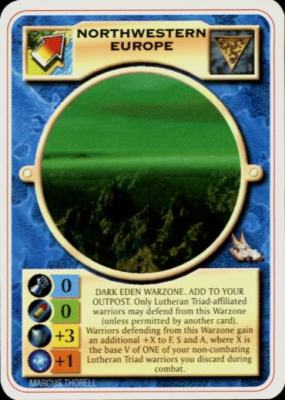 NORTHWESTERN
EUROPE
0
0
+3
+1
DARK EDEN WARZONE. ADD TO YOUR
OUTPOST. Only Lutheran Triad-affiliated
warriors may defend from this Warzone
(unless permitted by another card).
Warriors defending from this Warzone gain
an additional +X to F, S and A, where X is
the base V of ONE of your non-combating
Lutheran Triad warriors you discard during
combat.
MARCUS THORELL